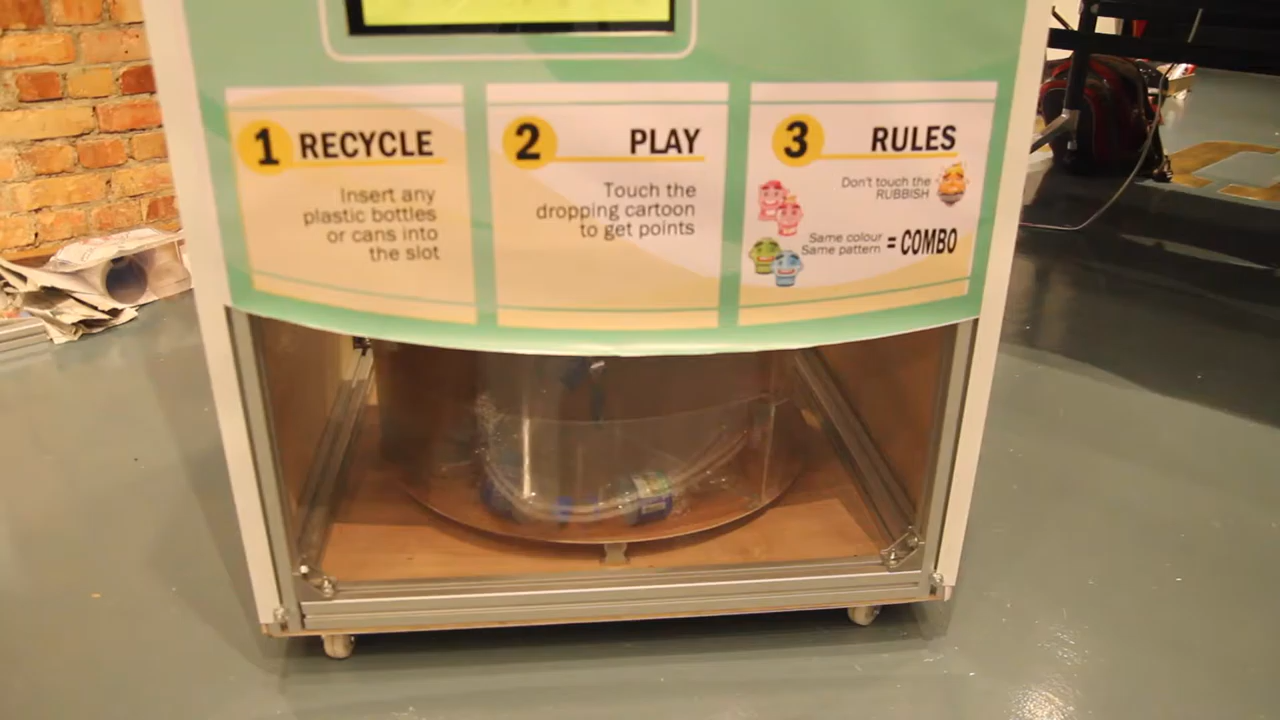 1 RECYCLE
Insert any
plastic bottles
or cans into
the slot
2 PLAY
Touch the
dropping cartoon
to get points
3 RULES
Don't touch the
RUBBISH
Same colour
Same pattern = COMBO